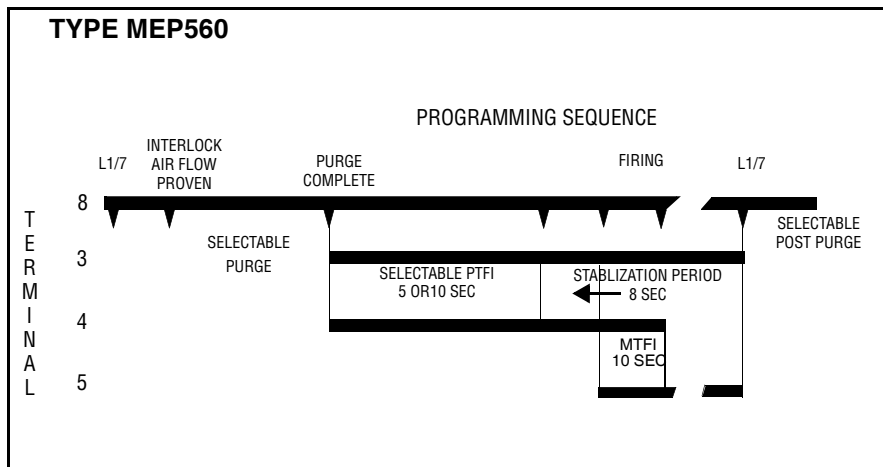 TYPE MEP560
PROGRAMMING SEQUENCE
L1/7
INTERLOCK
AIR FLOW
PROVEN
PURGE
COMPLETE
FIRING
L1/7
TERMINAL
8
SELECTABLE
POST PURGE
SELECTABLE
PURGE
3
SELECTABLE PTFI
5 OR10 SEC
STABLIZATION PERIOD
8 SEC
4
MTFI
10 SEC
5